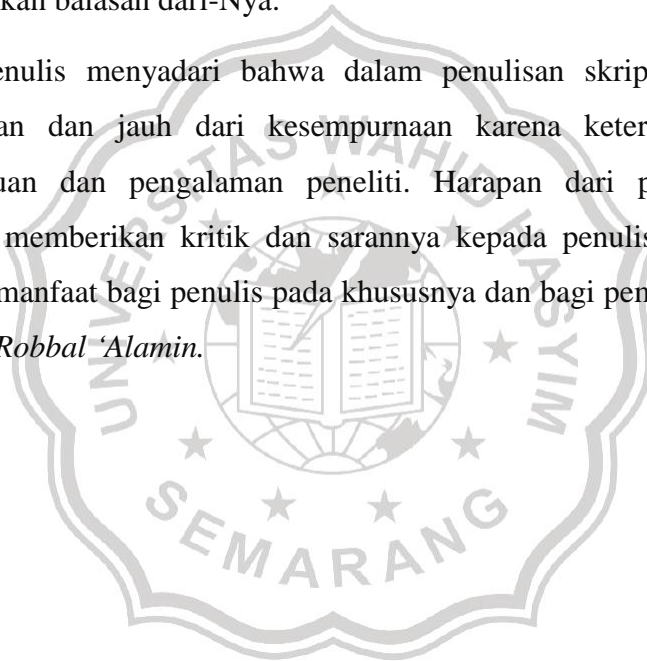 kan balasan dari-Nya.
enulis menyadari bahwa dalam penulisan skrip
an dan jauh dari kesempurnaan karena keter
uan dan pengalaman peneliti. Harapan dari p
memberikan kritik dan sarannya kepada penulis
manfaat bagi penulis pada khususnya dan bagi pen
Robbal ‘Alamin.
UNIVERSITAS WAHID HASYIM
SEMARANG